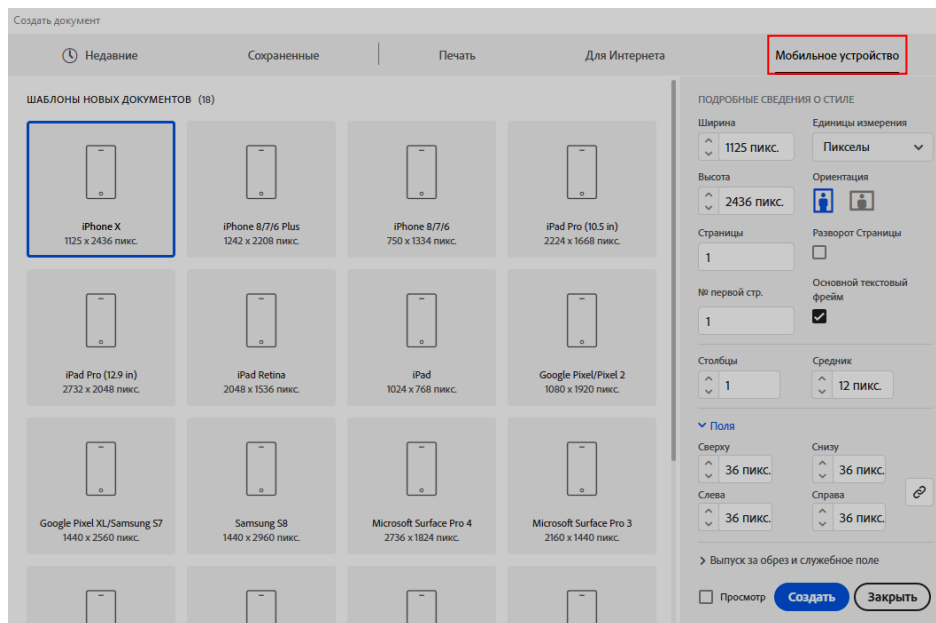 Создать документ
Недавние
Сохраненные
Печать
Для Интернета
Мобильное устройство
ШАБЛОНЫ НОВЫХ ДОКУМЕНТОВ (18)
iPhone X
1125 x 2436 пикс.
iPhone 8/7/6 Plus
1242 x 2208 пикс.
iPhone 8/7/6
750 x 1334 пикс.
iPad Pro (10.5 in)
2224 x 1668 пикс.
iPad Pro (12.9 in)
2732 x 2048 пикс.
iPad Retina
2048 x 1536 пикс.
iPad
1024 x 768 пикс.
Google Pixel/Pixel 2
1080 x 1920 пикс.
Google Pixel XL/Samsung S7
1440 x 2560 пикс.
Samsung S8
1440 x 2960 пикс.
Microsoft Surface Pro 4
2736 x 1824 пикс.
Microsoft Surface Pro 3
2160 x 1440 пикс.
ПОДРОБНЫЕ СВЕДЕНИЯ О СТИЛЕ
Ширина
1125 пикс.
Единицы измерения
Пикселы
Высота
2436 пикс.
Ориентация
Страницы
1
Разворот Страницы
№ первой стр.
1
Основной текстовый
фрейм
Столбцы
1
Средник
12 пикс.
Поля
Сверху
36 пикс.
Снизу
36 пикс.
Слева
36 пикс.
Справа
36 пикс.
Выпуск за обрез и служебное поле
Просмотр
Создать
Закрыть